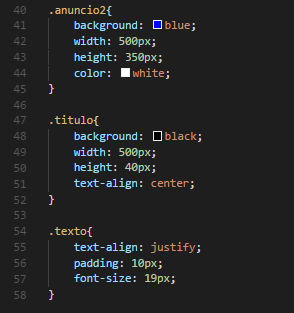 40 .anuncio2{
41 background: blue;
42 width: 500px;
43 height: 350px;
44 color: white;
45 }
46
47 .titulo{
48 background: black;
49 width: 500px;
50 height: 40px;
51 text-align: center;
52 }
53
54 .texto{
55 text-align: justify;
56 padding: 10px;
57 font-size: 19px;
58 }